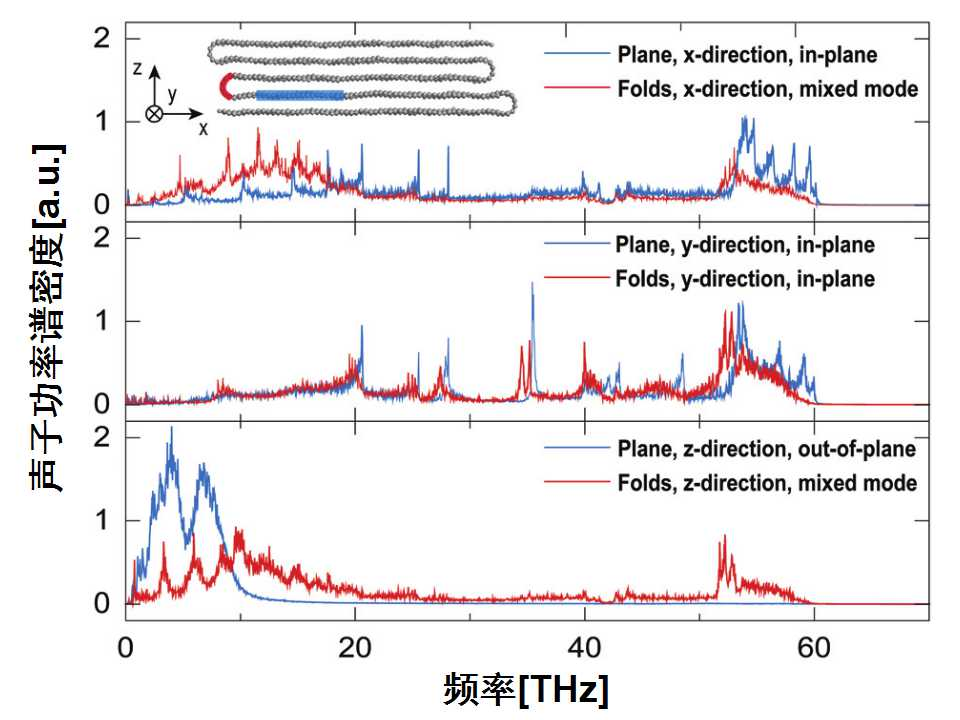 声子功率谱密度[a.u.]
2
1
0
z
y
x
Plane, x-direction, in-plane
Folds, x-direction, mixed mode
2
1
0
Plane, y-direction, in-plane
Folds, y-direction, in-plane
2
1
0
Plane, z-direction, out-of-plane
Folds, z-direction, mixed mode
0 20 40 60
频率[THz]